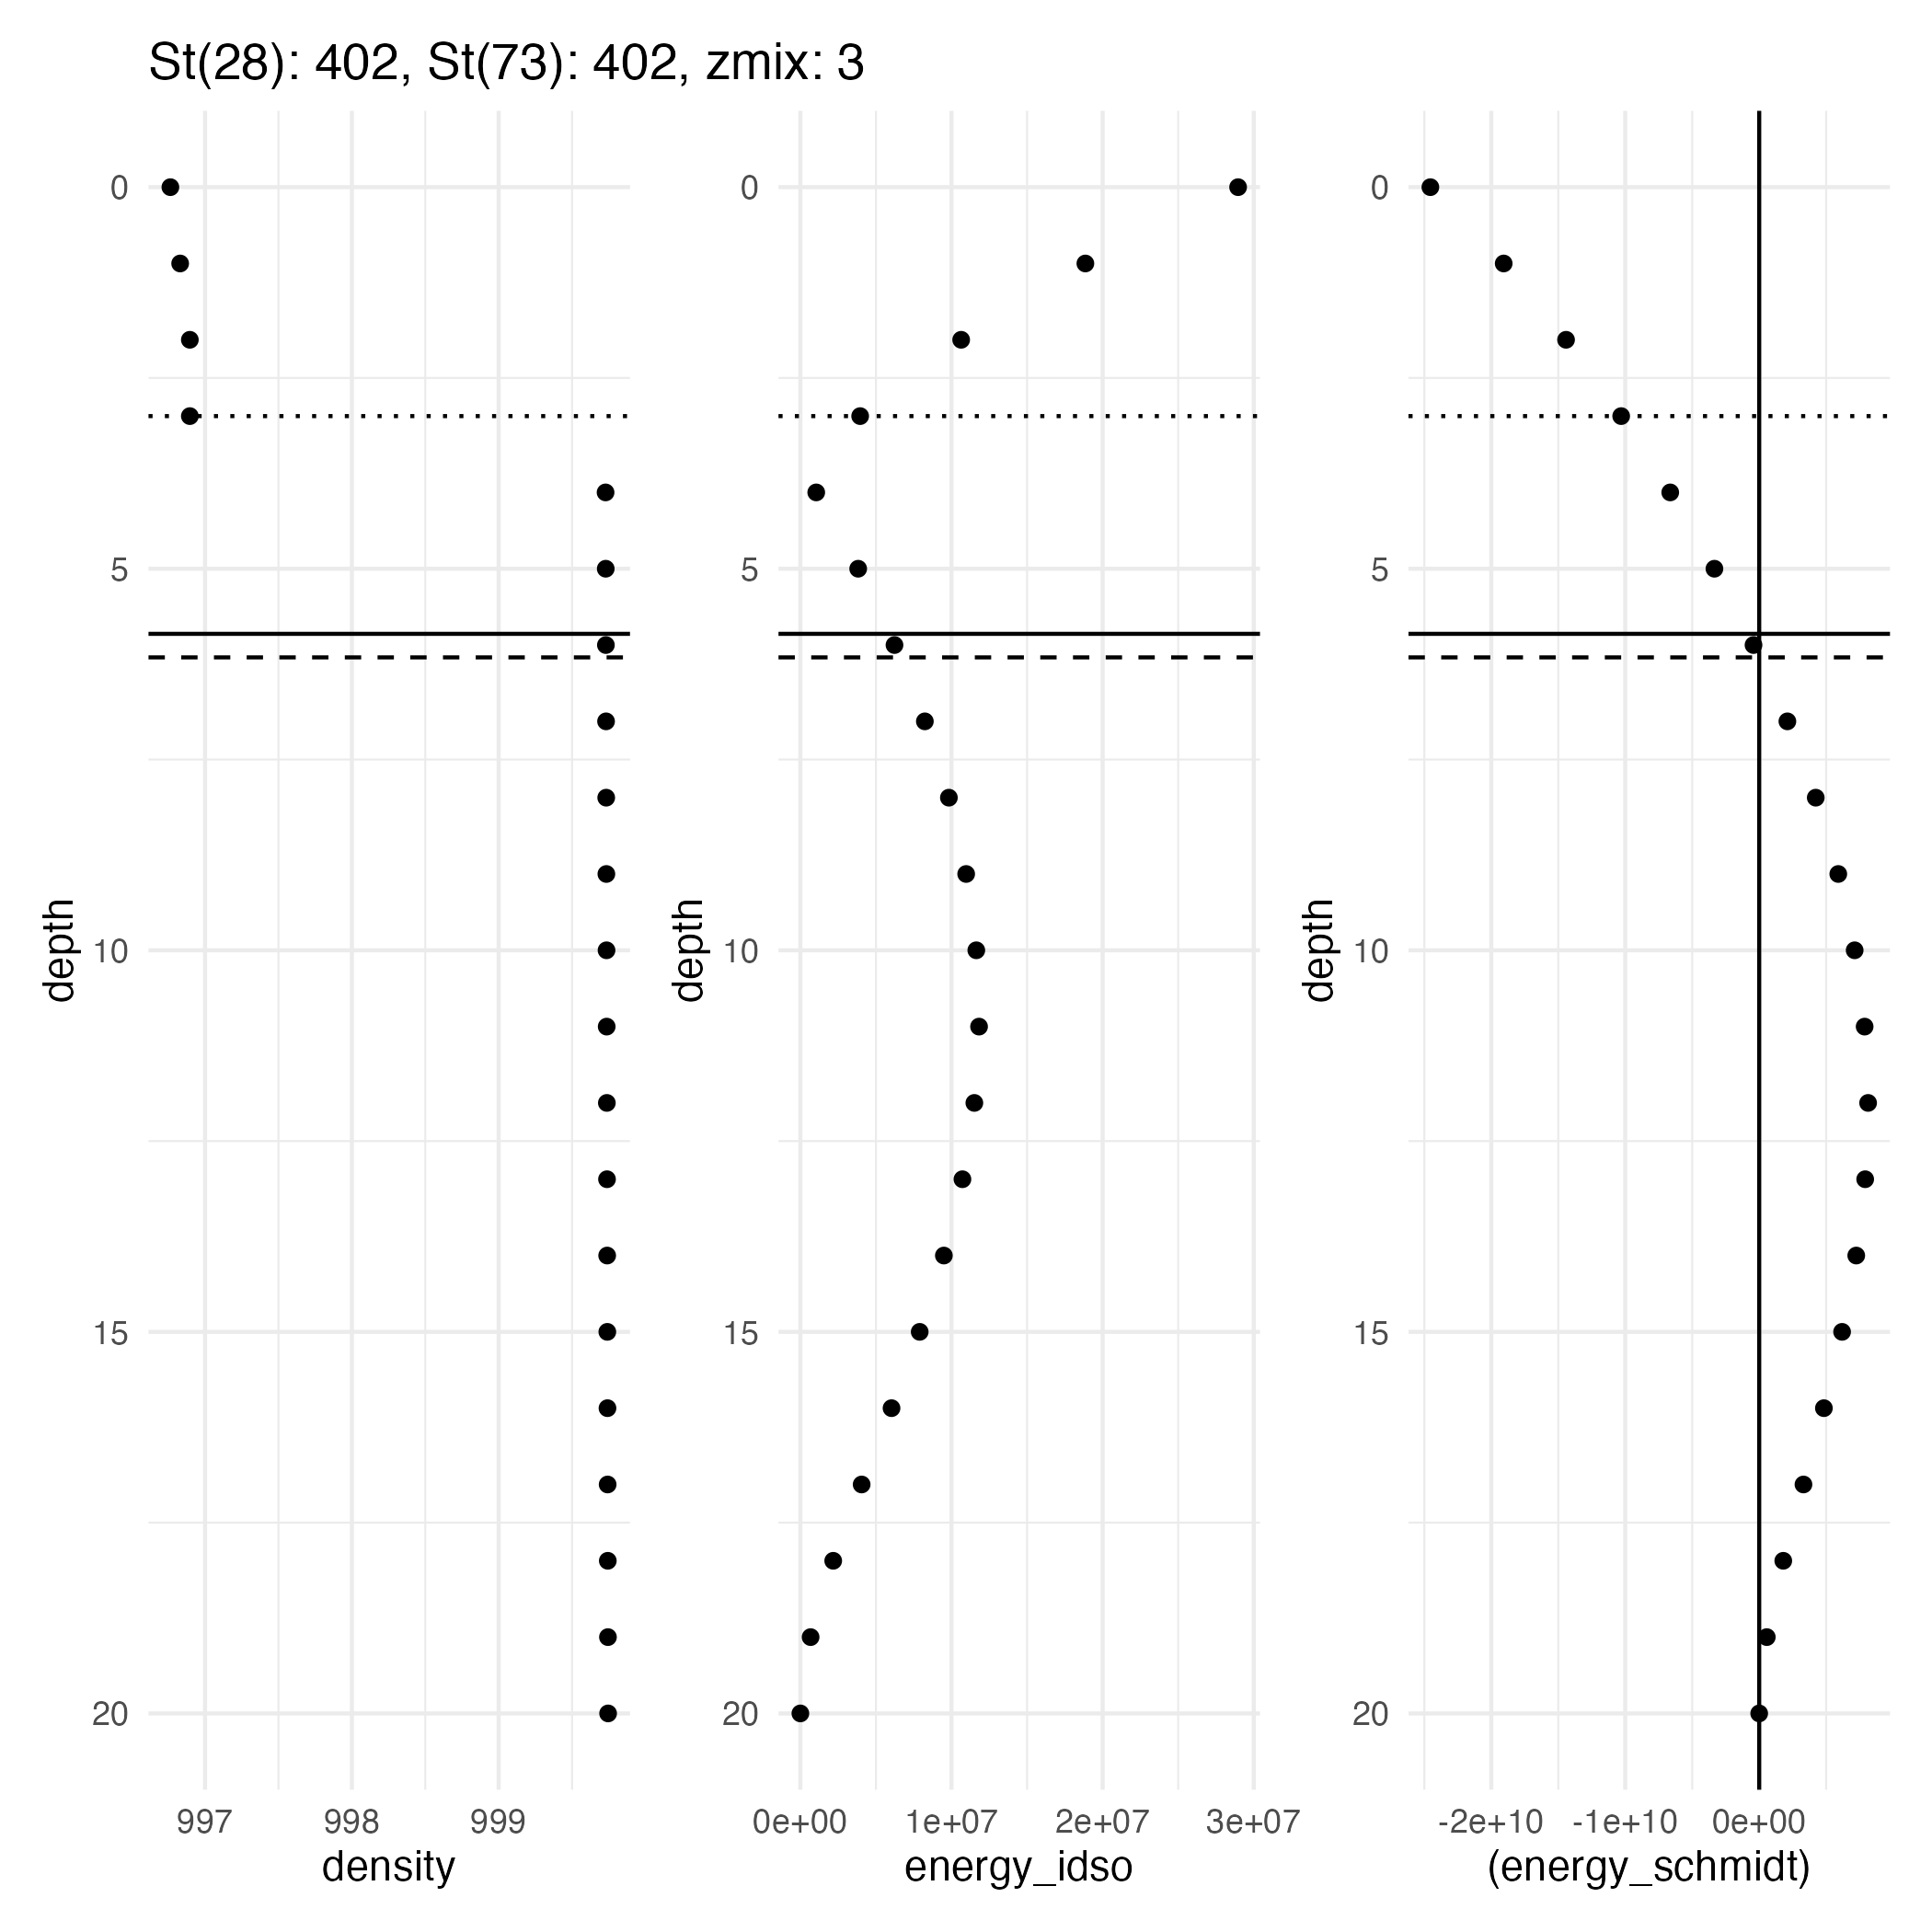 St(28): 402, St(73): 402, zmix: 3
0
5
10
15
20
depth
997 998 999
density
0
5
10
15
20
depth
0e+00 1e+07 2e+07 3e+07
energy_idso
0
5
10
15
20
depth
-2e+10 -1e+10 0e+00
(energy_schmidt)